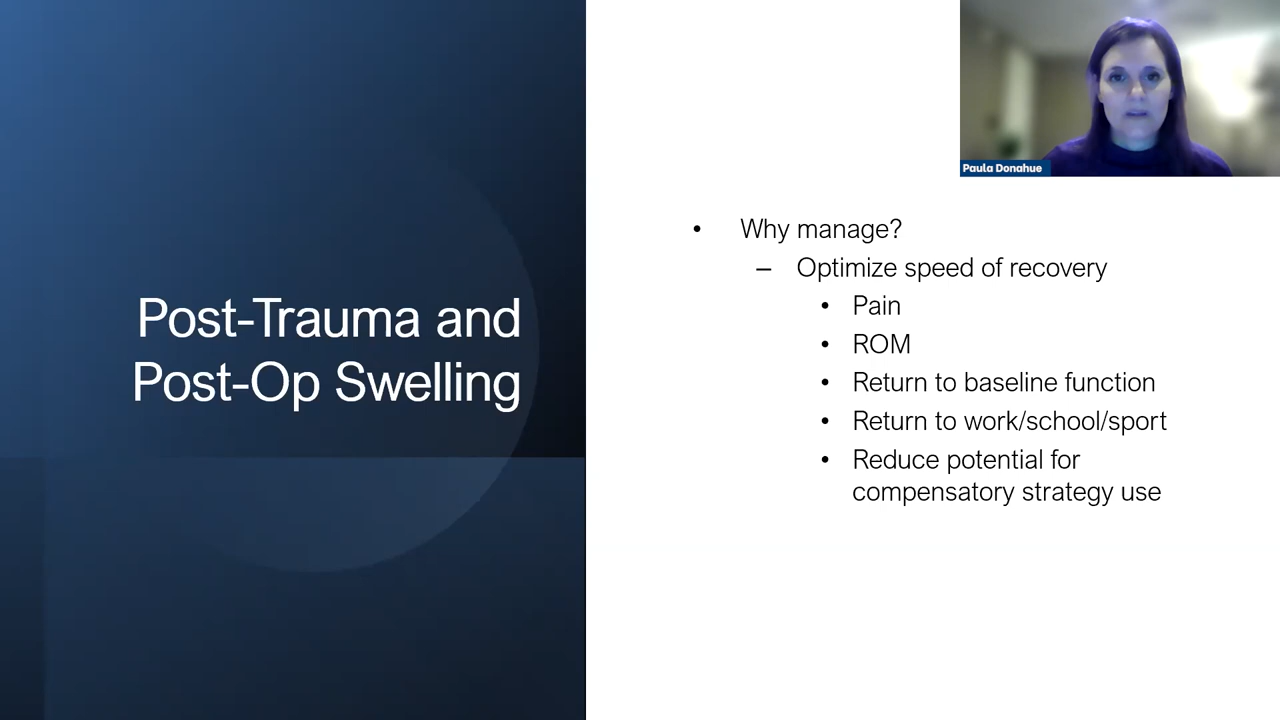 Post-Trauma and
Post-Op Swelling
Paula Donahue
• Why manage?
– Optimize speed of recovery
• Pain
• ROM
• Return to baseline function
• Return to work/school/sport
• Reduce potential for
compensatory strategy use